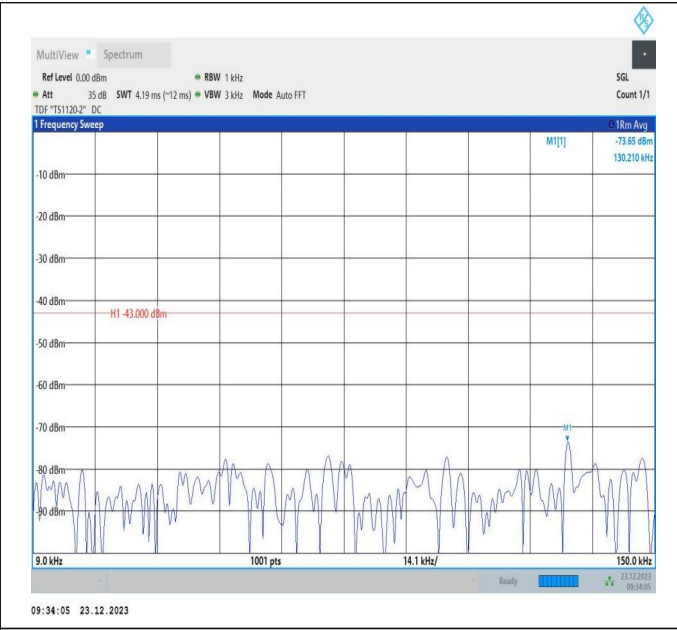 R S
MultiView Spectrum
Ref Level 0.00 dBm RBW 1 kHz SGL
Att 35 dB SWT 4.19 ms (~12 ms) VBW 3 kHz Mode Auto FFT Count 1/1
TDF "TS1120-2" DC
1 Frequency Sweep 1Rm Avg
M1[1] -73.65 dBm
130.210 kHz
-10 dBm
-20 dBm
-30 dBm
-40 dBm
H1 -43.000 dBm
-50 dBm
-60 dBm
-70 dBm
M1
-80 dBm
-90 dBm
9.0 kHz 1001 pts 14.1 kHz/ 150.0 kHz
Ready 23.12.2023
09:34:05
09:34:05 23.12.2023